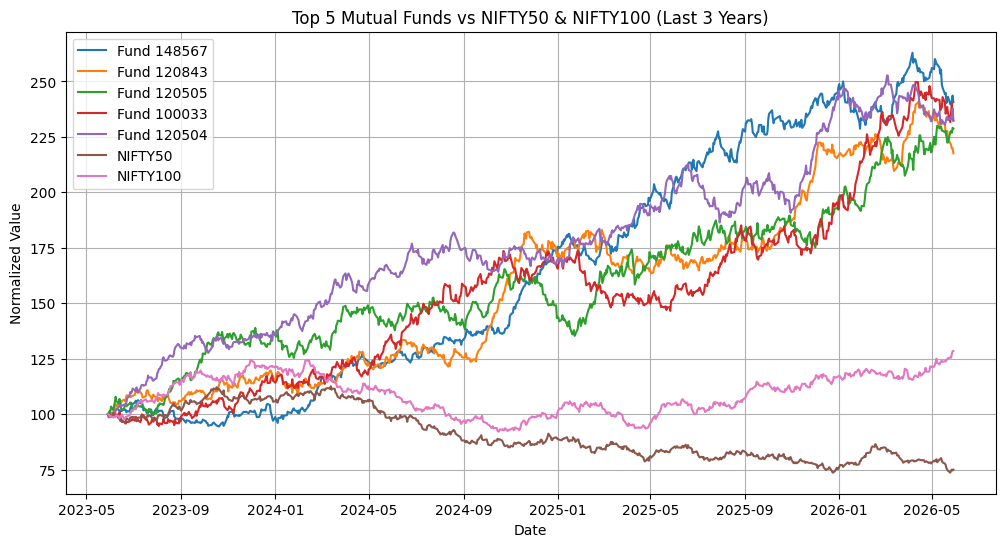 Top 5 Mutual Funds vs NIFTY50 & NIFTY100 (Last 3 Years)
Fund 148567
Fund 120843
Fund 120505
Fund 100033
Fund 120504
NIFTY50
NIFTY100
Normalized Value
250
225
200
175
150
125
100
75
2023-05
2023-09
2024-01
2024-05
2024-09
2025-01
2025-05
2025-09
2026-01
2026-05
Date